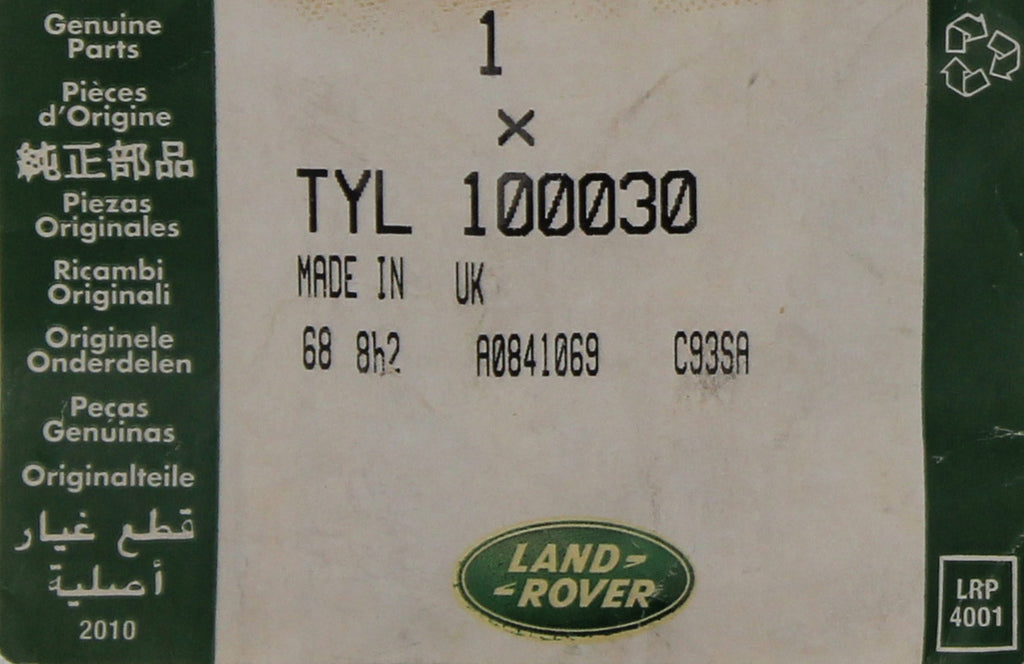 Genuine
Parts
Pièces
d'Origine
純正部品
Piezas
Originales
Ricambi
Originali
Originele
Onderdelen
Peças
Genuinas
Originalteile
قطع غيار
أصلية
2010
1
×
TYL 100030
MADE IN UK
68 8h2 A0841069 C93SA
LAND-
-ROVER
LRP
4001